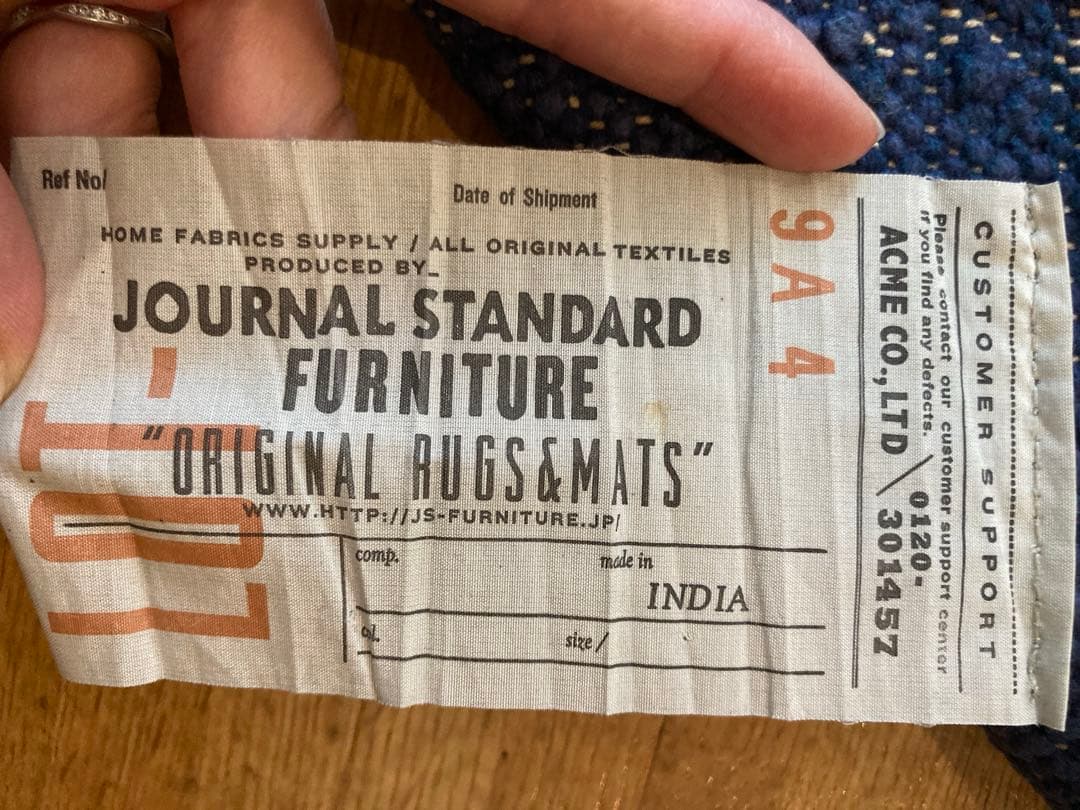 Ref No/
Date of Shipment
HOME FABRICS SUPPLY / ALL ORIGINAL TEXTILES
PRODUCED BY_
JOURNAL STANDARD
FURNITURE
"ORIGINAL RUGS&MATS"
WWW.HTTP://JS-FURNITURE.JP/
comp.
made in
INDIA
col.
size/
LOT-
9A4
CUSTOMER SUPPORT
Please contact our customer support center
if you find any defects. \ 0120-
ACME CO.,LTD \ 301457